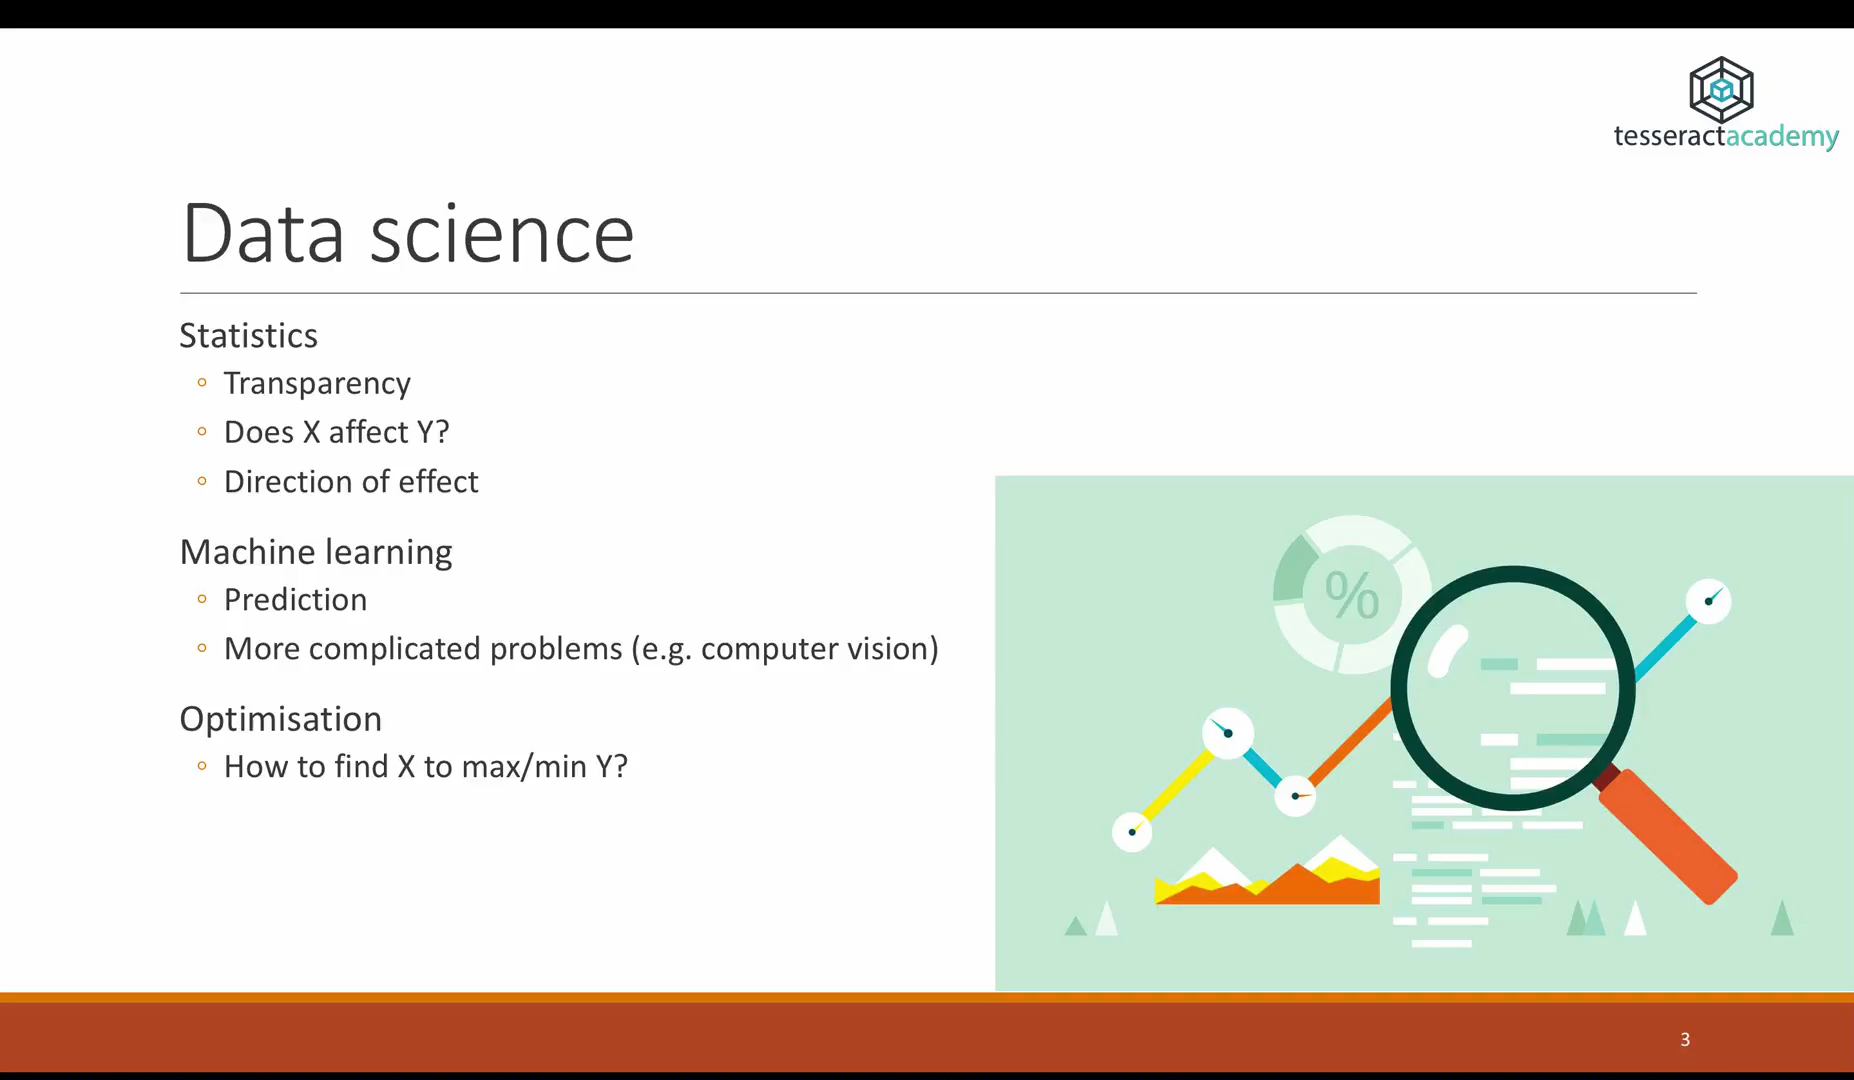 tesseractacademy
Data science
Statistics
◦ Transparency
◦ Does X affect Y?
◦ Direction of effect
Machine learning
◦ Prediction
◦ More complicated problems (e.g. computer vision)
Optimisation
◦ How to find X to max/min Y?
%
3